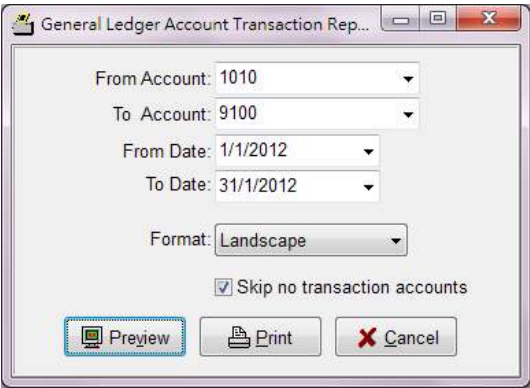 General Ledger Account Transaction Rep...
From Account: 1010
To Account: 9100
From Date: 1/1/2012
To Date: 31/1/2012
Format: Landscape
Skip no transaction accounts
Preview Print Cancel